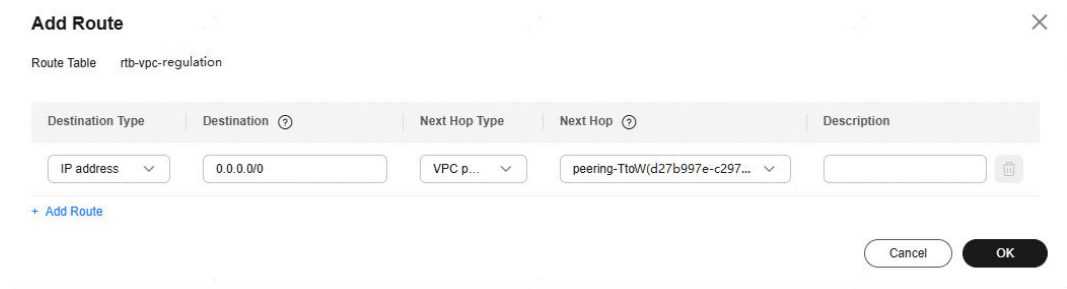 Add Route
Route Table rtb-vpc-regulation
Destination Type Destination Next Hop Type Next Hop Description
IP address 0.0.0.0/0 VPC p... peering-TtoW(d27b997e-c297...
+ Add Route
Cancel OK